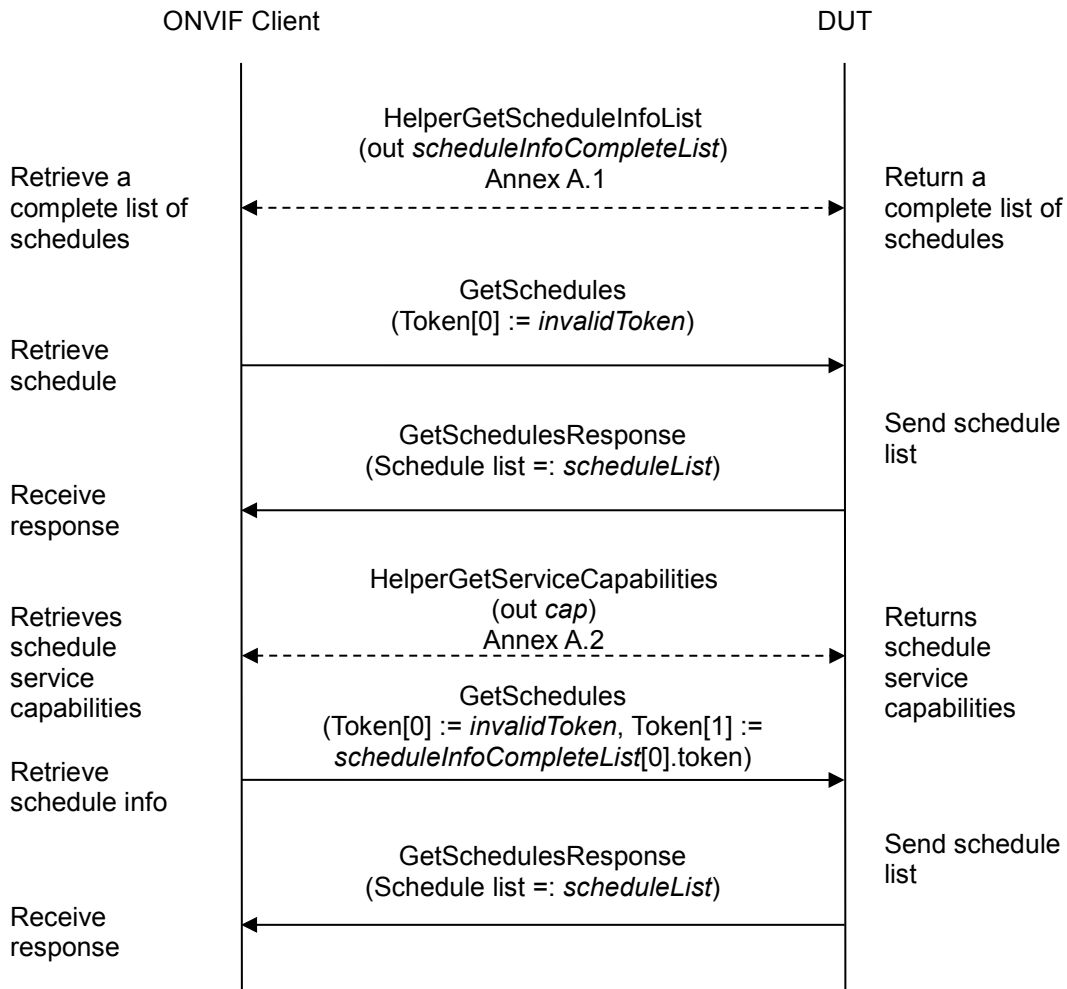 ONVIF Client
DUT
HelperGetScheduleInfoList
(out scheduleInfoCompleteList)
Annex A.1
Retrieve a
complete list of
schedules
Return a
complete list of
schedules
GetSchedules
(Token[0] := invalidToken)
Retrieve
schedule
GetSchedulesResponse
(Schedule list =: scheduleList)
Send schedule
list
Receive
response
HelperGetServiceCapabilities
(out cap)
Annex A.2
Retrieves
schedule
service
capabilities
Returns
schedule
service
capabilities
GetSchedules
(Token[0] := invalidToken, Token[1] :=
scheduleInfoCompleteList[0].token)
Retrieve
schedule info
GetSchedulesResponse
(Schedule list =: scheduleList)
Send schedule
list
Receive
response